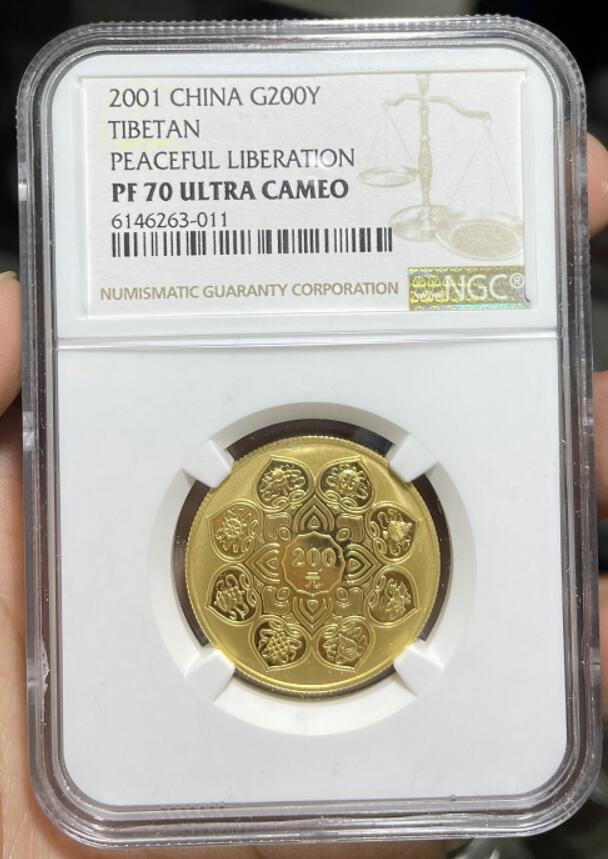 2001 CHINA G200Y
TIBETAN
PEACEFUL LIBERATION
PF 70 ULTRA CAMEO
6146263-011
NUMISMATIC GUARANTY CORPORATION
NGC®
200
元